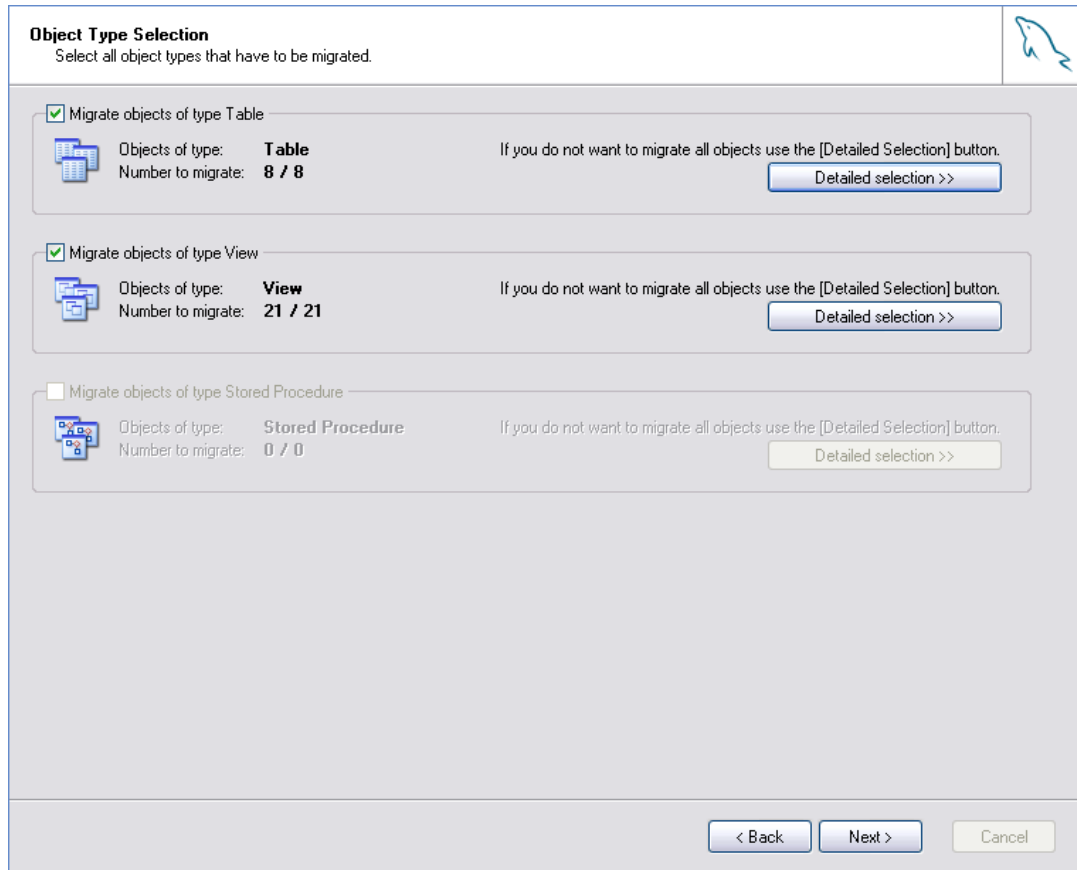 Object Type Selection
Select all object types that have to be migrated.
Migrate objects of type Table
Objects of type: Table
If you do not want to migrate all objects use the [Detailed Selection] button.
Number to migrate: 8 / 8
Detailed selection >>
Migrate objects of type View
Objects of type: View
If you do not want to migrate all objects use the [Detailed Selection] button.
Number to migrate: 21 / 21
Detailed selection >>
Migrate objects of type Stored Procedure
Objects of type: Stored Procedure
If you do not want to migrate all objects use the [Detailed Selection] button.
Number to migrate: 0 / 0
Detailed selection >>
< Back
Next >
Cancel